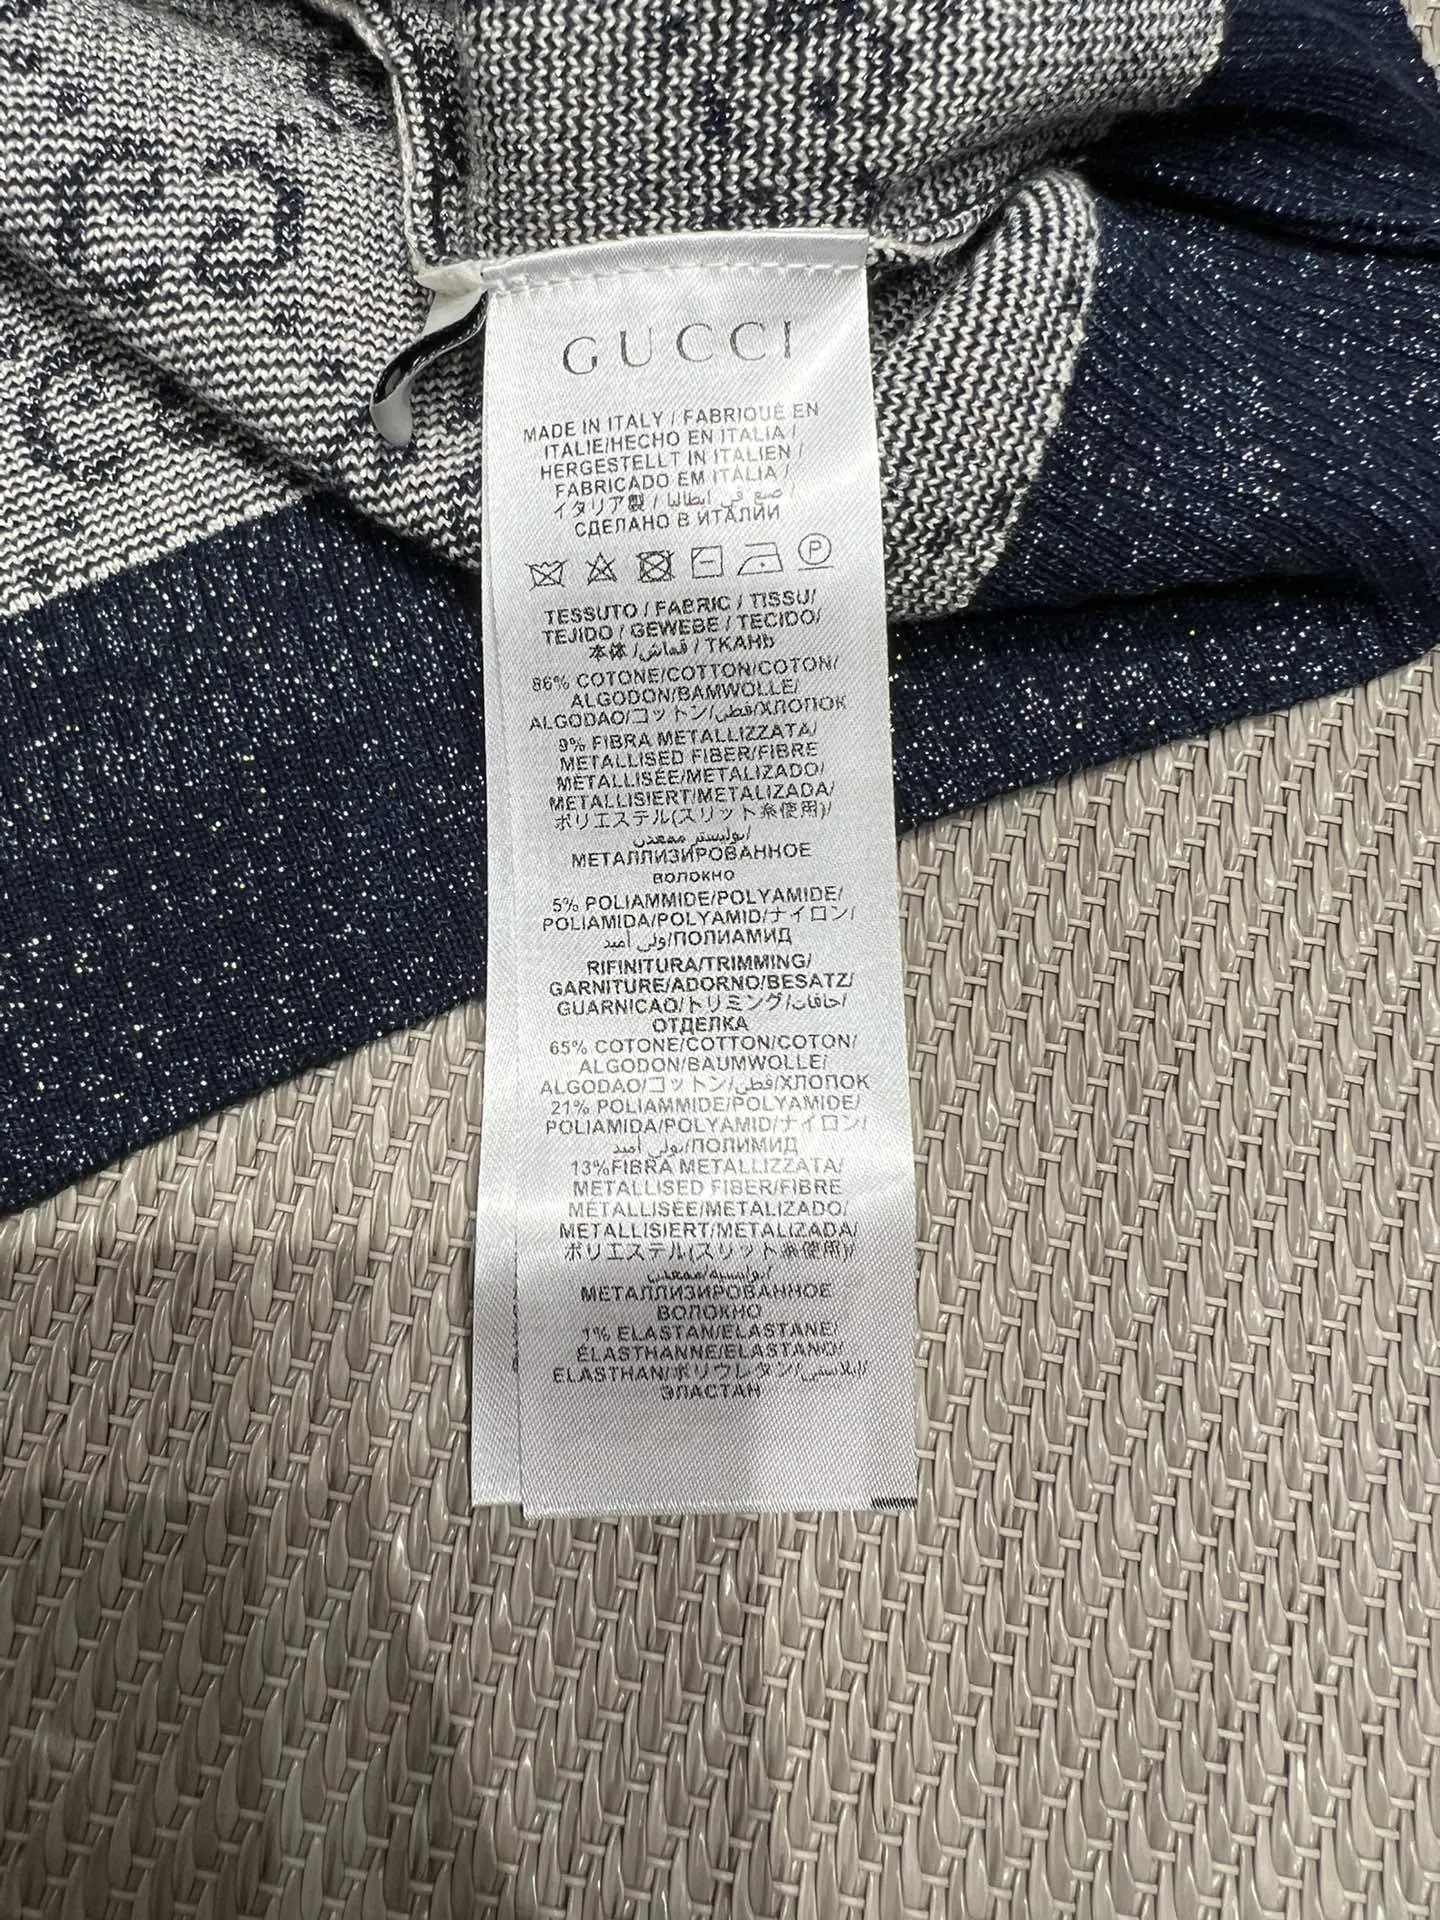 GUCCI
MADE IN ITALY / FABRIQUÉ EN
ITALIE/HECHO EN ITALIA /
HERGESTELLT IN ITALIEN /
FABRICADO EM ITÁLIA /
イタリア製 / صنع في ايطاليا /
СДЕЛАНО В ИТАЛИИ
P
TESSUTO / FABRIC / TISSU/
TEJIDO / GEWEBE / TECIDO/
本体 / قماش / ТКАНЬ
86% COTONE/COTTON/COTON/
ALGODON/BAMWOLLE/
ALGODAO/コットン/قطن/ХЛОПОК
9% FIBRA METALLIZZATA/
METALLISED FIBER/FIBRE
MÉTALLISÉE/METALIZADO/
METALLISIERT/METALIZADA/
ポリエステル(スリット糸使用)/
МЕТАЛЛИЗИРОВАННОЕ
ВОЛОКНО
5% POLIAMMIDE/POLYAMIDE/
POLIAMIDA/POLYAMID/ナイロン/
ПОЛИАМИД
RIFINITURA/TRIMMING/
GARNITURE/ADORNO/BESATZ/
GUARNICAO/トリミング/حافات/
ОТДЕЛКА
65% COTONE/COTTON/COTON/
ALGODON/BAUMWOLLE/
ALGODAO/コットン/قطن/ХЛОПОК
21% POLIAMMIDE/POLYAMIDE/
POLIAMIDA/POLYAMID/ナイロン/
ПОЛИМИД
13%FIBRA METALLIZZATA/
METALLISED FIBER/FIBRE
MÉTALLISÉE/METALIZADO/
METALLISIERT/METALIZADA/
ポリエステル(スリット糸使用)/
МЕТАЛЛИЗИРОВАННОЕ
ВОЛОКНО
1% ELASTAN/ELASTANE/
ÉLASTHANNE/ELASTANO/
ELASTHAN/ポリウレタン/
ЭЛАСТАН